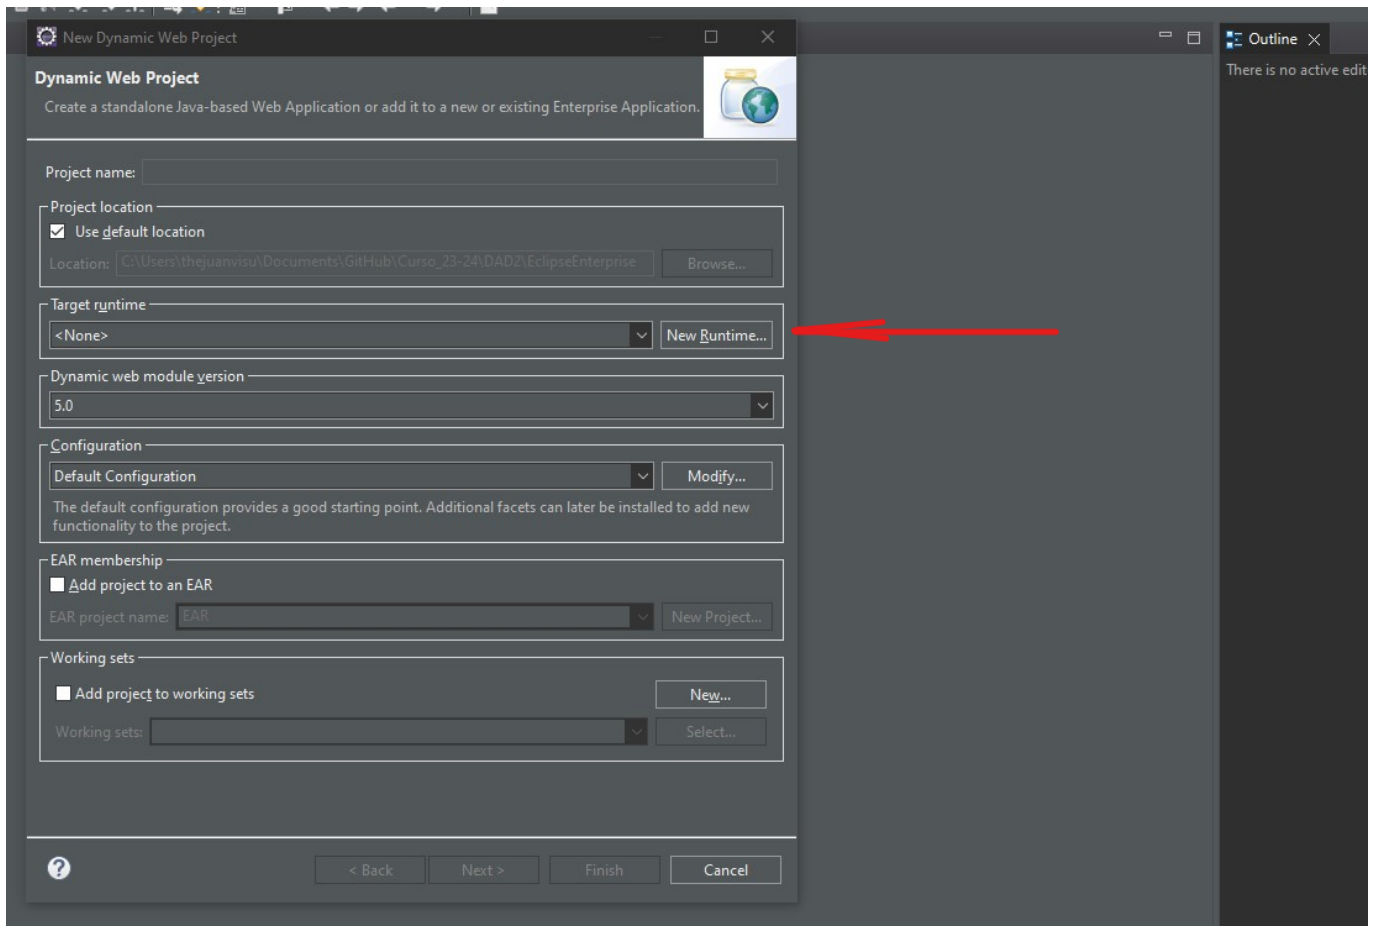 New Dynamic Web Project
Outline
Dynamic Web Project
There is no active edit
Create a standalone Java-based Web Application or add it to a new or existing Enterprise Application.
Project name:
Project location
Use default location
Location: C:\Users\thejuanvisu\Documents\GitHub\Curso_23-24\DAD2\EclipseEnterprise Browse...
Target runtime
<None> New Runtime...
Dynamic web module version
5.0
Configuration
Default Configuration Modify...
The default configuration provides a good starting point. Additional facets can later be installed to add new
functionality to the project.
EAR membership
Add project to an EAR
EAR project name: EAR New Project...
Working sets
Add project to working sets New...
Working sets: Select...
? < Back Next > Finish Cancel